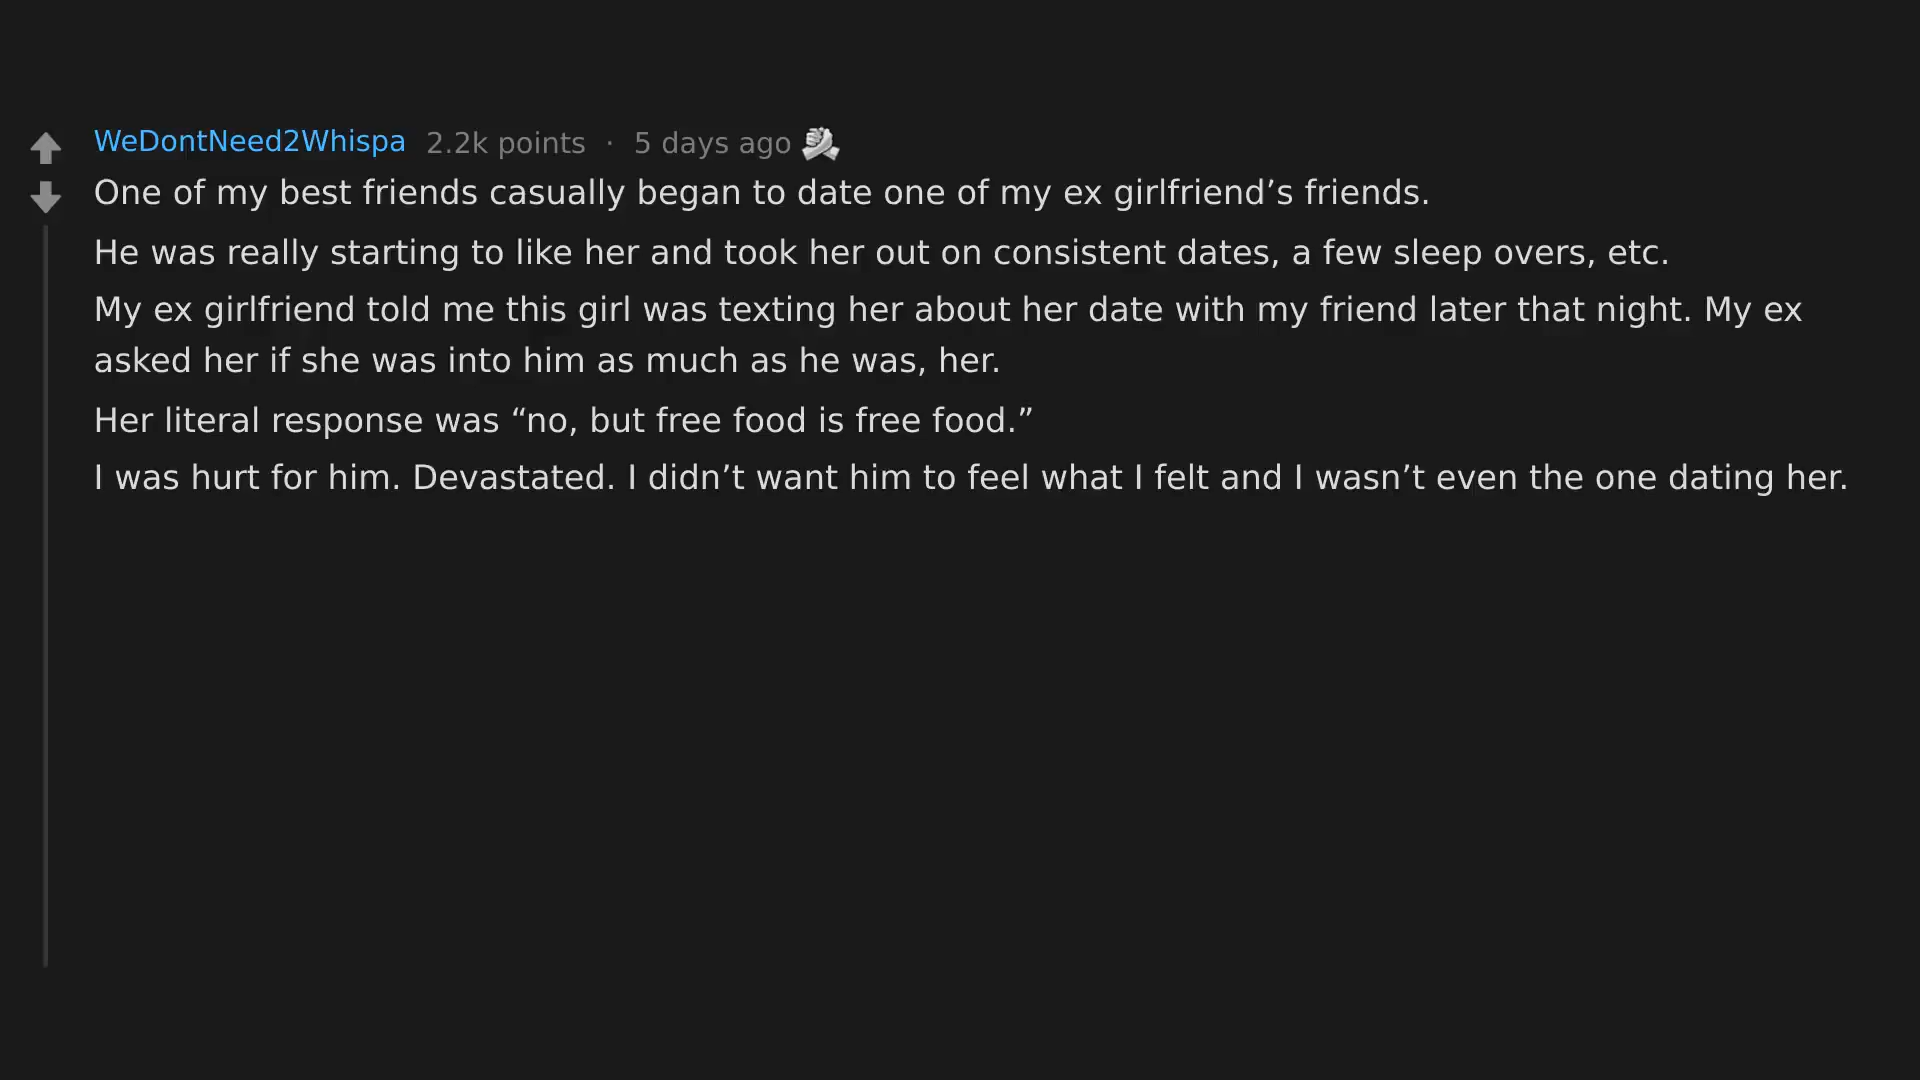 WeDontNeed2Whispa 2.2k points · 5 days ago
One of my best friends casually began to date one of my ex girlfriend’s friends.
He was really starting to like her and took her out on consistent dates, a few sleep overs, etc.
My ex girlfriend told me this girl was texting her about her date with my friend later that night. My ex
asked her if she was into him as much as he was, her.
Her literal response was “no, but free food is free food.”
I was hurt for him. Devastated. I didn’t want him to feel what I felt and I wasn’t even the one dating her.